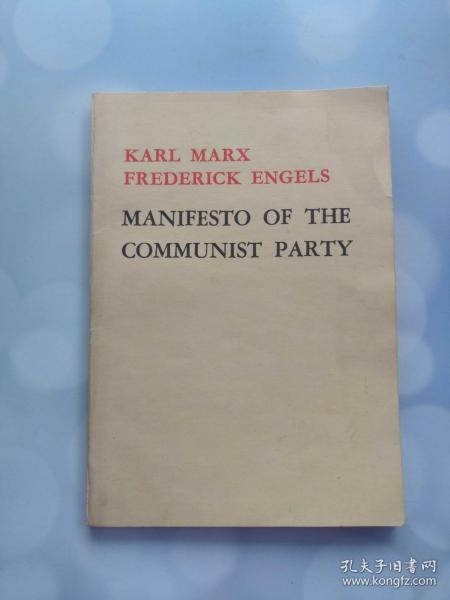 KARL MARX
FREDERICK ENGELS
MANIFESTO OF THE
COMMUNIST PARTY
孔夫子旧书网
www.kongfz.com